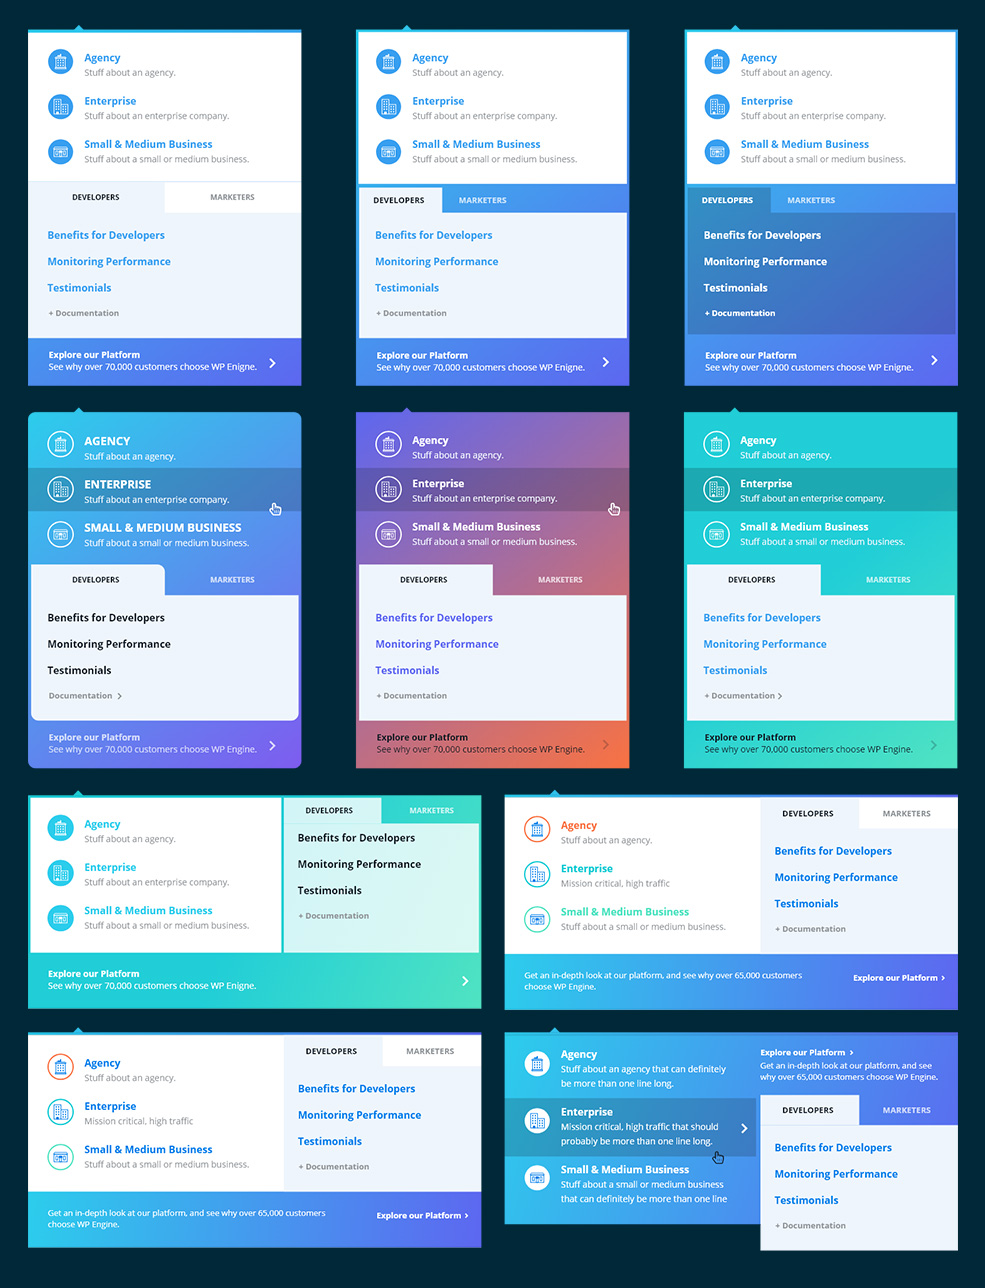 Agency
Stuff about an agency.
Enterprise
Stuff about an enterprise company.
Small & Medium Business
Stuff about a small or medium business.
DEVELOPERS MARKETERS
Benefits for Developers
Monitoring Performance
Testimonials
+ Documentation
Explore our Platform
See why over 70,000 customers choose WP Enigne.
Agency
Stuff about an agency.
Enterprise
Stuff about an enterprise company.
Small & Medium Business
Stuff about a small or medium business.
DEVELOPERS MARKETERS
Benefits for Developers
Monitoring Performance
Testimonials
+ Documentation
Explore our Platform
See why over 70,000 customers choose WP Enigne.
Agency
Stuff about an agency.
Enterprise
Stuff about an enterprise company.
Small & Medium Business
Stuff about a small or medium business.
DEVELOPERS MARKETERS
Benefits for Developers
Monitoring Performance
Testimonials
+ Documentation
Explore our Platform
See why over 70,000 customers choose WP Enigne.
AGENCY
Stuff about an agency.
ENTERPRISE
Stuff about an enterprise company.
SMALL & MEDIUM BUSINESS
Stuff about a small or medium business.
DEVELOPERS MARKETERS
Benefits for Developers
Monitoring Performance
Testimonials
Documentation >
Explore our Platform
See why over 70,000 customers choose WP Engine.
Agency
Stuff about an agency.
Enterprise
Stuff about an enterprise company.
Small & Medium Business
Stuff about a small or medium business.
DEVELOPERS MARKETERS
Benefits for Developers
Monitoring Performance
Testimonials
+ Documentation
Explore our Platform
See why over 70,000 customers choose WP Engine.
Agency
Stuff about an agency.
Enterprise
Stuff about an enterprise company.
Small & Medium Business
Stuff about a small or medium business.
DEVELOPERS MARKETERS
Benefits for Developers
Monitoring Performance
Testimonials
+ Documentation >
Explore our Platform
See why over 70,000 customers choose WP Engine.
Agency
Stuff about an agency.
Enterprise
Stuff about an enterprise company.
Small & Medium Business
Stuff about a small or medium business.
DEVELOPERS MARKETERS
Benefits for Developers
Monitoring Performance
Testimonials
+ Documentation
Explore our Platform
See why over 70,000 customers choose WP Enigne.
Agency
Stuff about an agency.
Enterprise
Mission critical, high traffic
Small & Medium Business
Stuff about a small or medium business.
DEVELOPERS MARKETERS
Benefits for Developers
Monitoring Performance
Testimonials
+ Documentation
Get an in-depth look at our platform, and see why over 65,000 customers
choose WP Engine.
Explore our Platform >
Agency
Stuff about an agency.
Enterprise
Mission critical, high traffic
Small & Medium Business
Stuff about a small or medium business.
DEVELOPERS MARKETERS
Benefits for Developers
Monitoring Performance
Testimonials
+ Documentation
Get an in-depth look at our platform, and see why over 65,000 customers
choose WP Engine.
Explore our Platform >
Agency
Stuff about an agency that can definitely
be more than one line long.
Enterprise
Mission critical, high traffic that should
probably be more than one line long.
Small & Medium Business
Stuff about a small or medium business
that can definitely be more than one line
Explore our Platform >
Get an in-depth look at our platform, and see
why over 65,000 customers choose WP Engine.
DEVELOPERS MARKETERS
Benefits for Developers
Monitoring Performance
Testimonials
+ Documentation